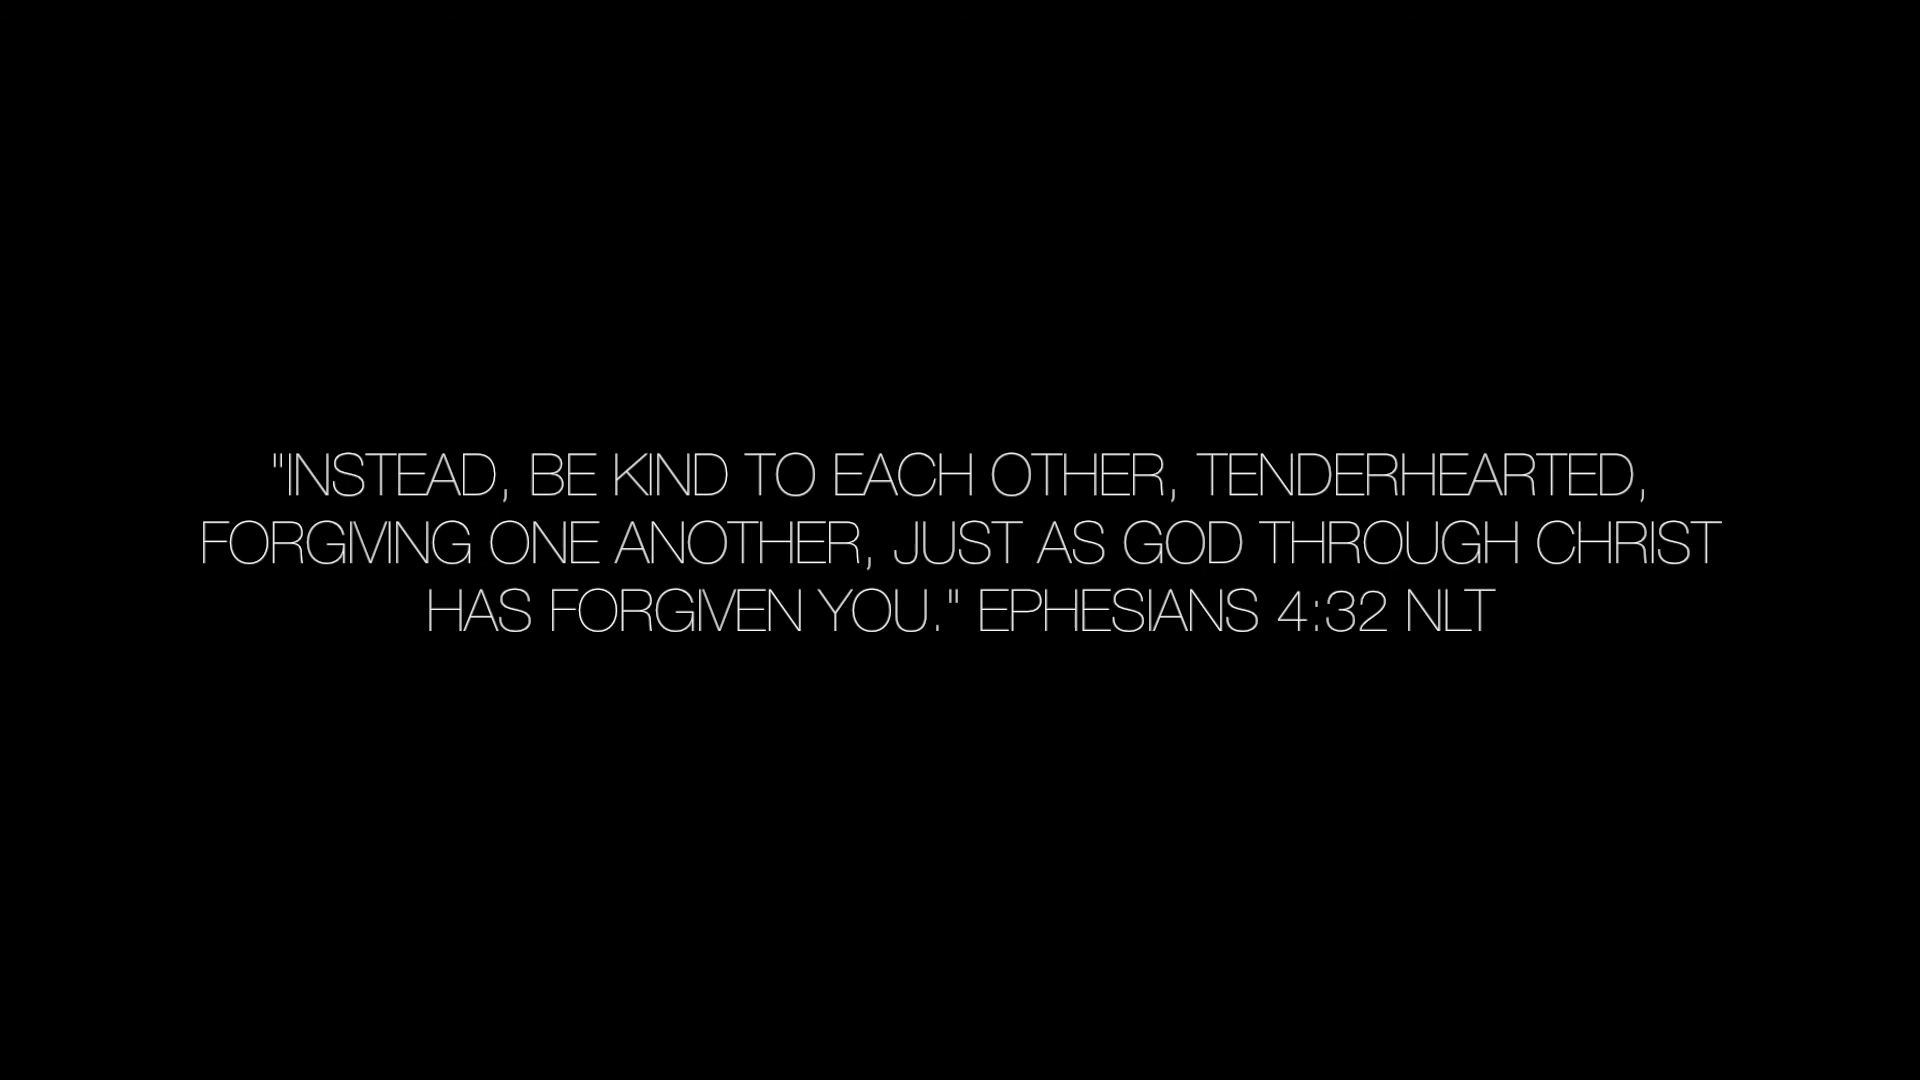 "INSTEAD, BE KIND TO EACH OTHER, TENDERHEARTED,
FORGIVING ONE ANOTHER, JUST AS GOD THROUGH CHRIST
HAS FORGIVEN YOU." EPHESIANS 4:32 NLT